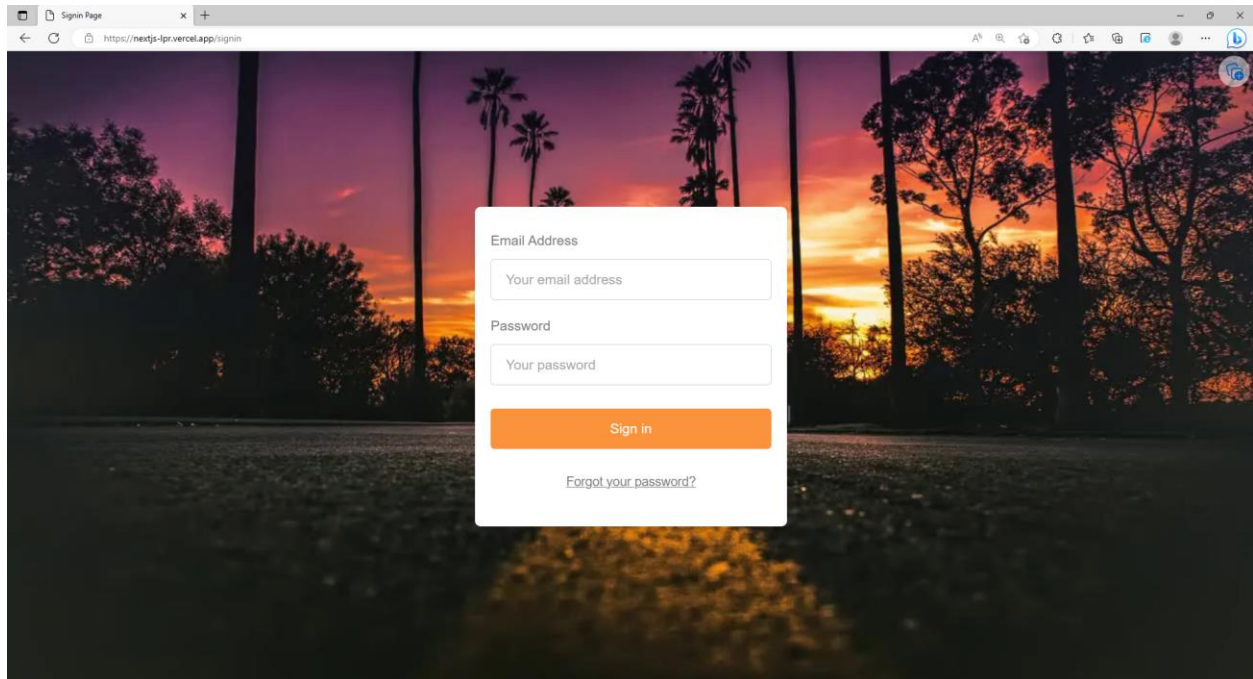 Signin Page
https://nextjs-lpr.vercel.app/signin
Email Address
Your email address
Password
Your password
Sign in
Forgot your password?